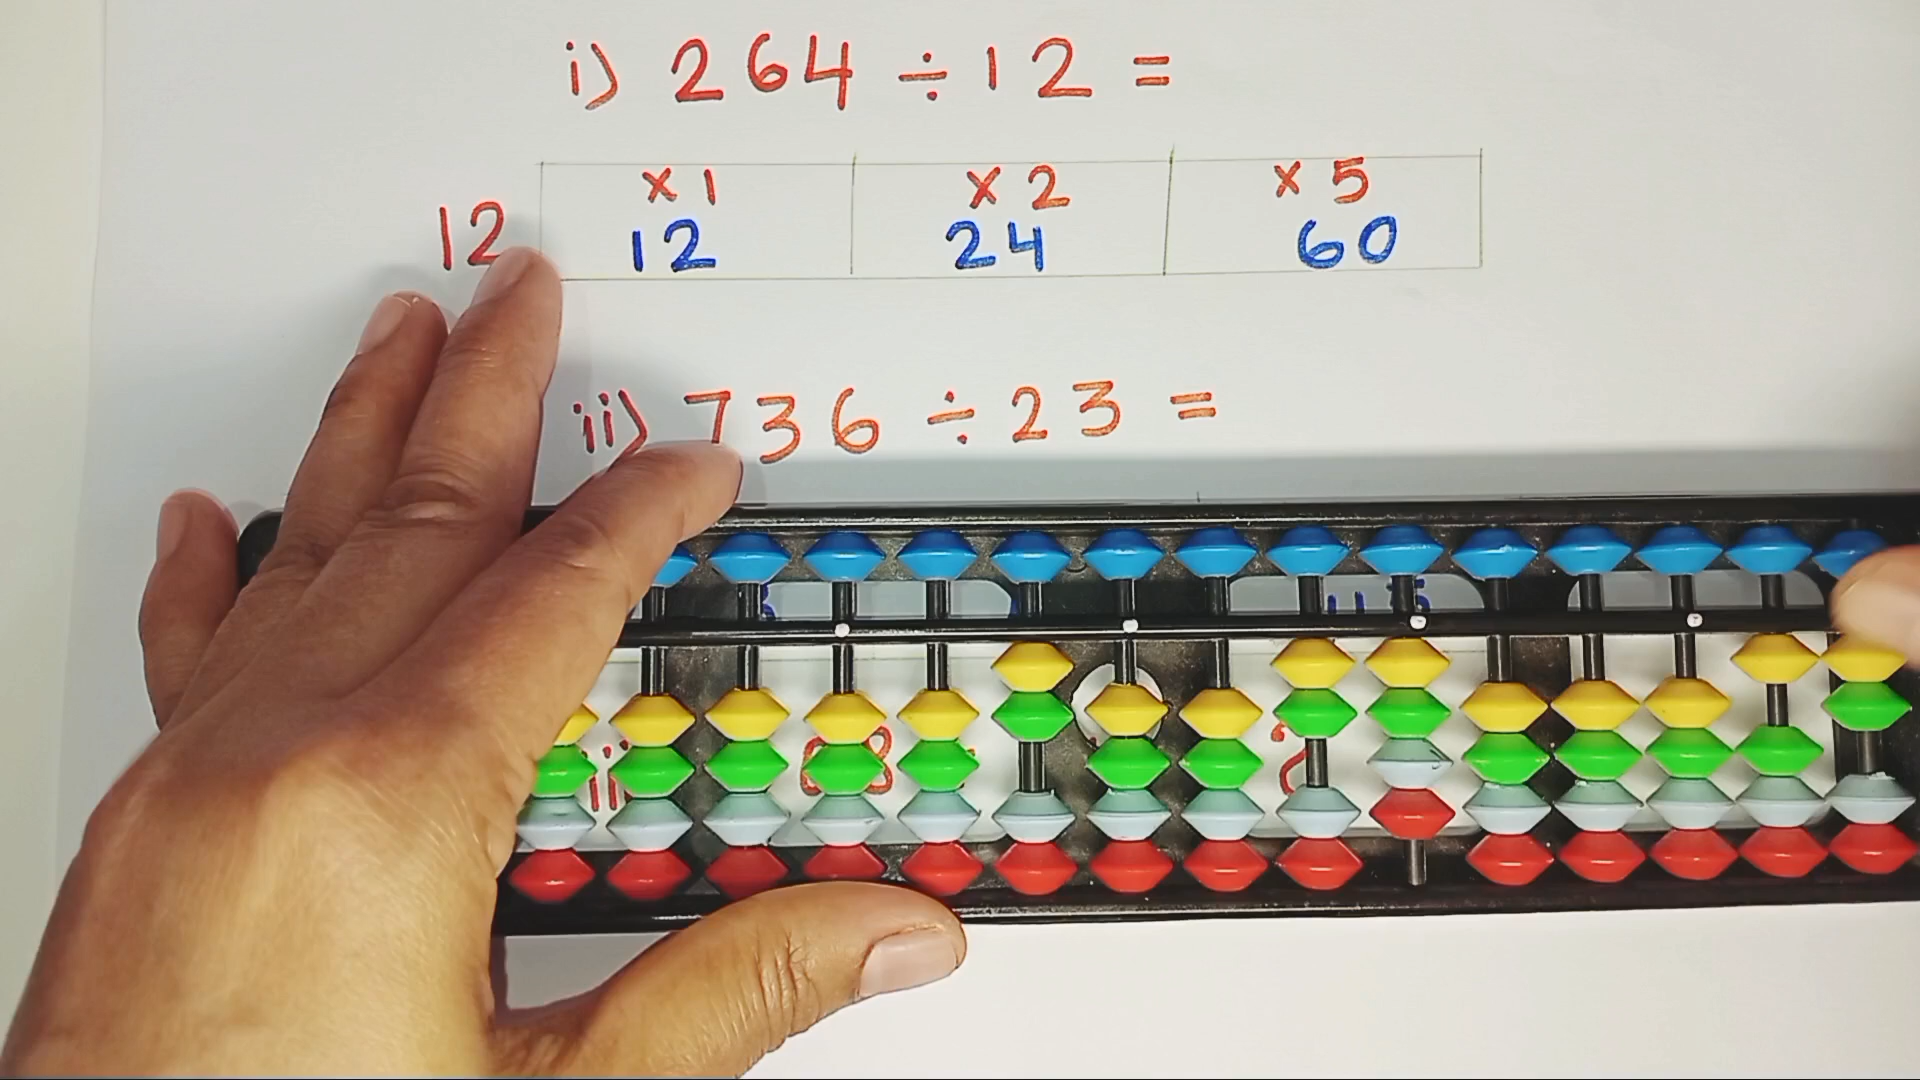 i) 264 ÷ 12 =
x 1 x 2 x 5
12 12 24 60
ii) 736 ÷ 23 =